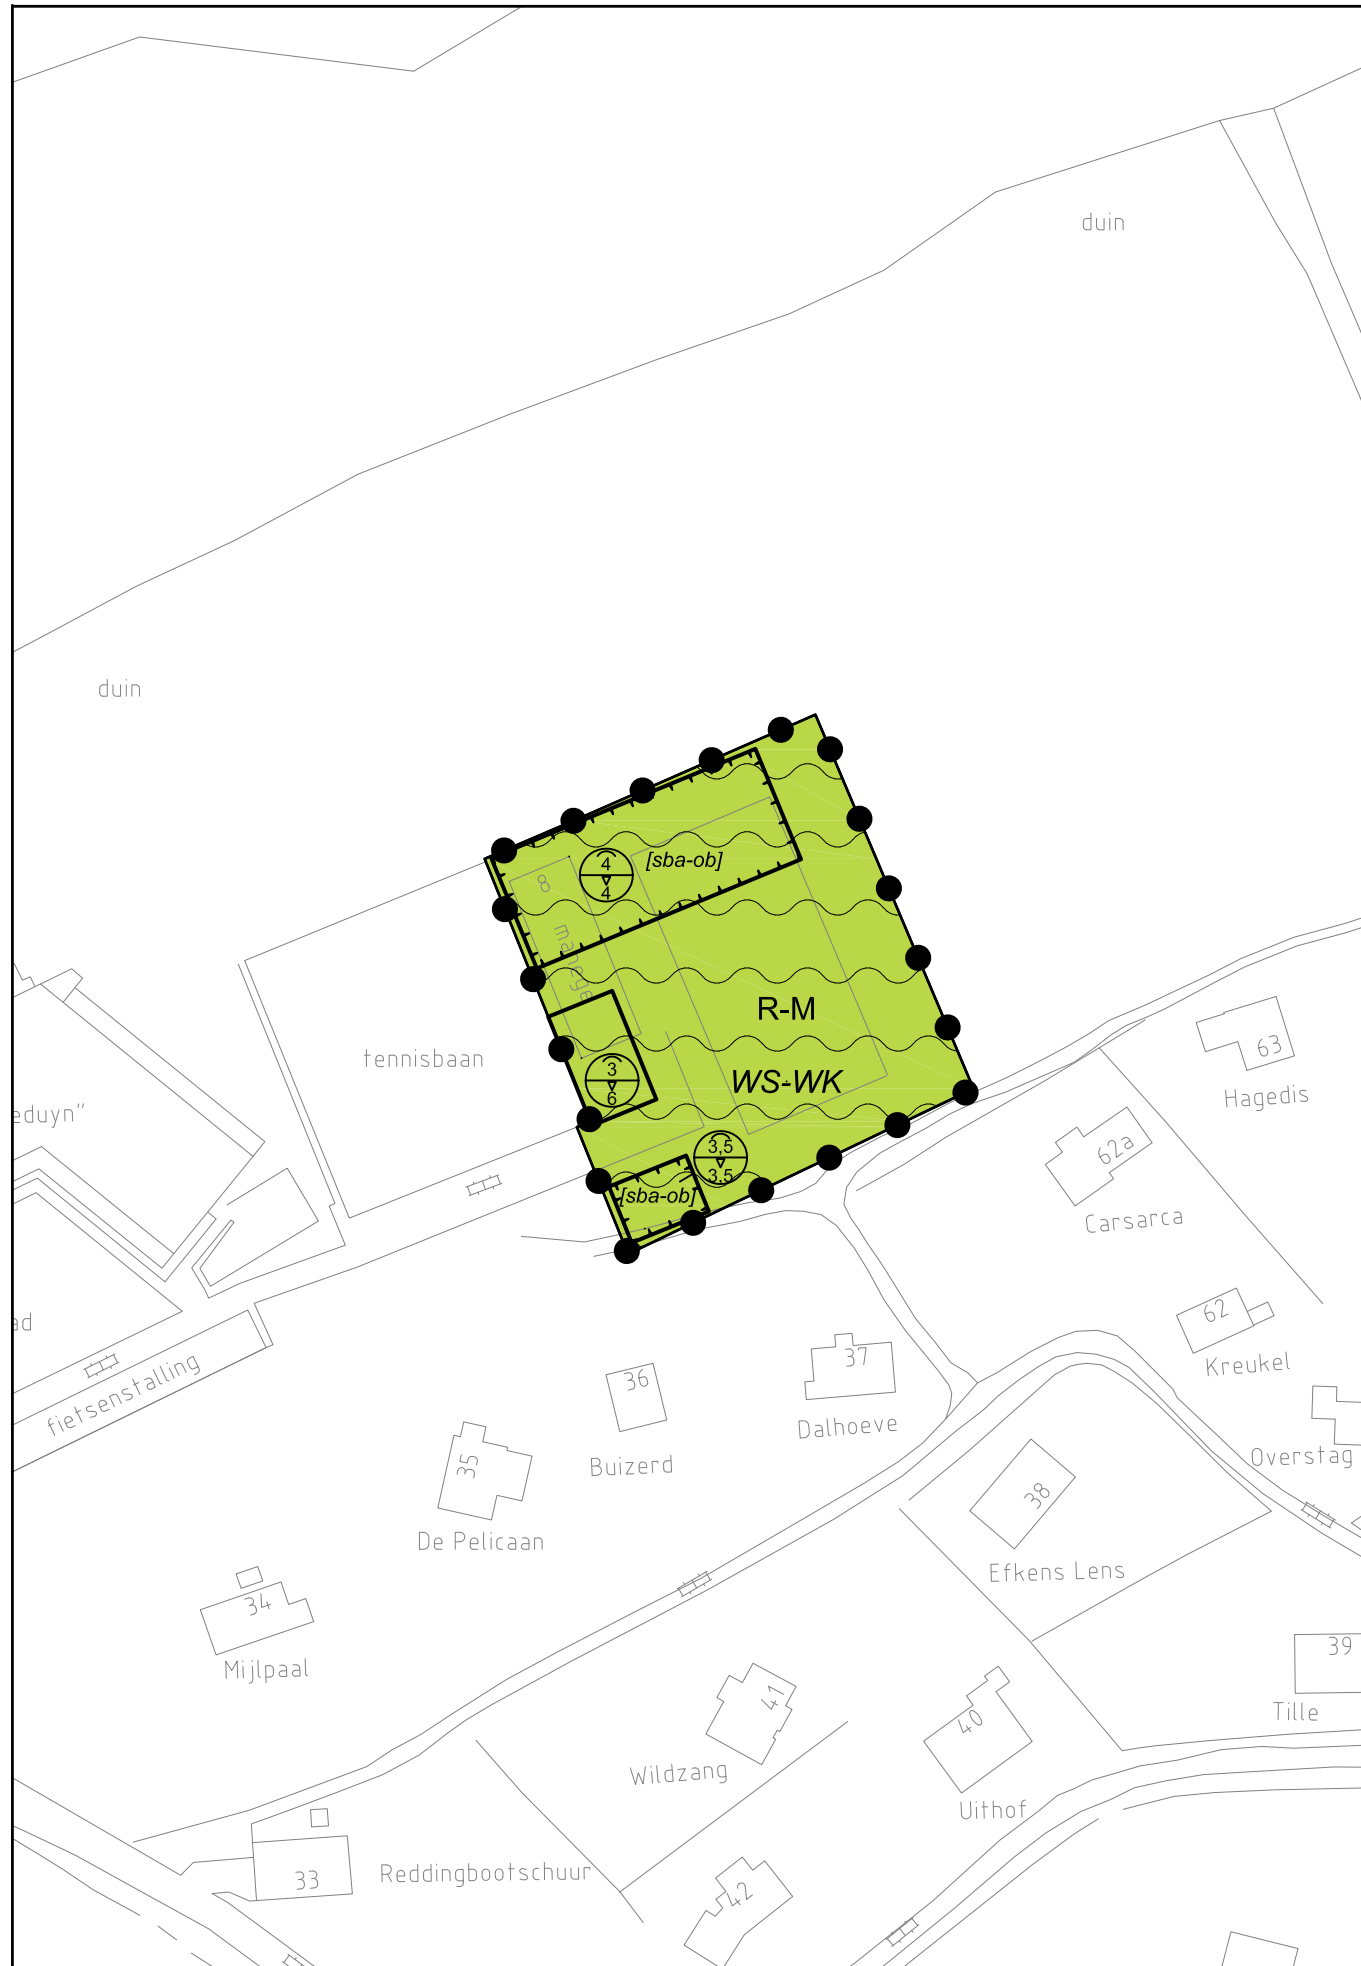 duin
duin
4
4
[sba-ob]
8
manege
R-M
tennisbaan
3
6
WS-WK
63
Hagedis
eduyn"
62a
3,5
3.5
[sba-ob]
Carsarca
ad
62
Kreukel
fietsenstalling
37
36
Dalhoeve
Overstag
35
Buizerd
38
De Pelicaan
Efkens Lens
34
39
Mijlpaal
41
Tille
40
Wildzang
Uithof
33
Reddingbootschuur
42